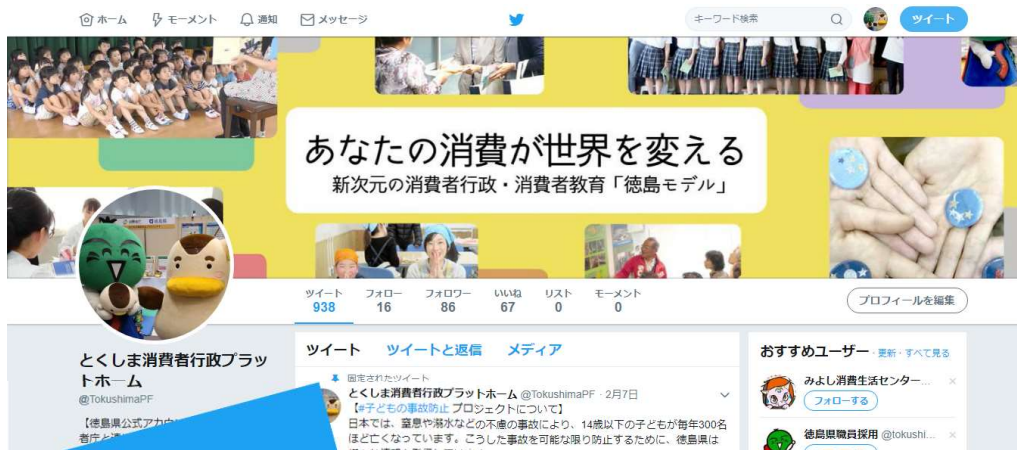 ホーム モーメント 通知 メッセージ キーワード検索 ツイート
あなたの消費が世界を変える
新次元の消費者行政・消費者教育「徳島モデル」
ツイート フォロー フォロワー いいね リスト モーメント
938 16 86 67 0 0
プロフィールを編集
とくしま消費者行政プラットホーム
@TokushimaPF
【徳島県公式アカウ
者庁と連
ツイート ツイートと返信 メディア
固定されたツイート
とくしま消費者行政プラットホーム @TokushimaPF · 2月7日
【#子どもの事故防止 プロジェクトについて】
日本では、窒息や溺水などの不慮の事故により、14歳以下の子どもが毎年300名
ほど亡くなっています。こうした事故を可能な限り防止するために、徳島県は
おすすめユーザー · 更新 · すべて見る
みよし消費生活センター...
フォローする
徳島県職員採用 @tokushi...